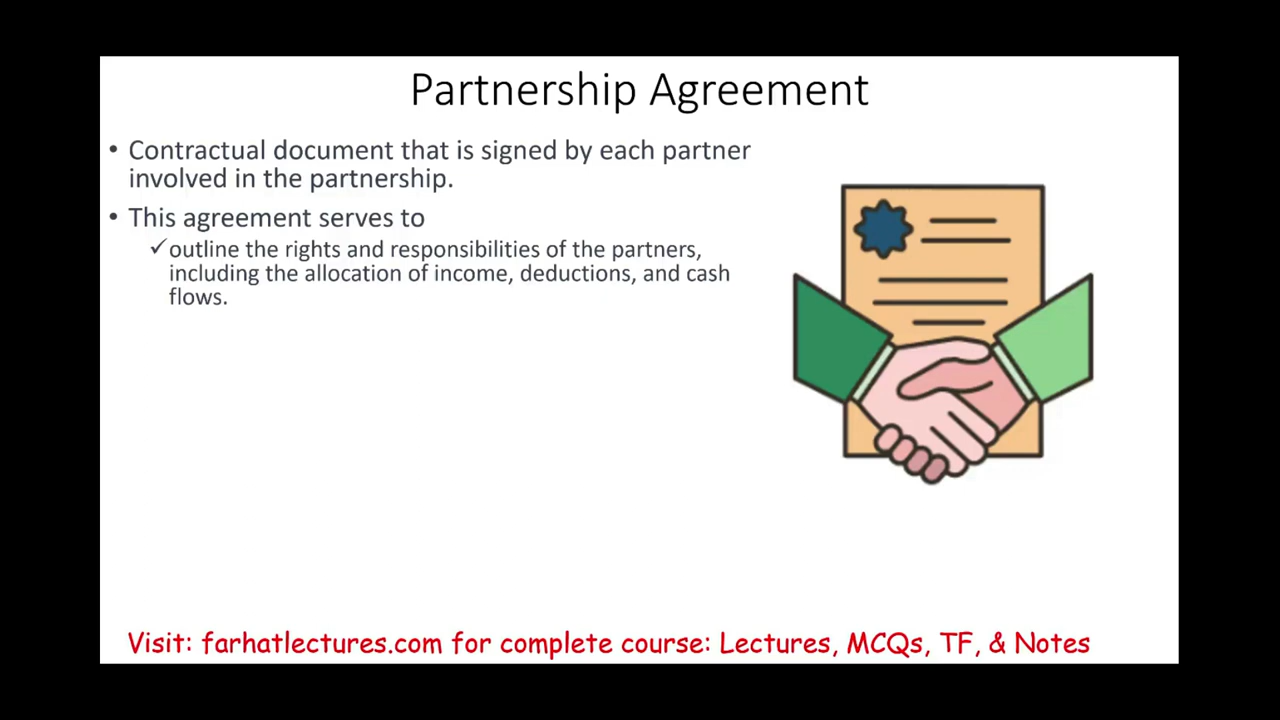 Partnership Agreement
• Contractual document that is signed by each partner
involved in the partnership.
• This agreement serves to
✓outline the rights and responsibilities of the partners,
including the allocation of income, deductions, and cash
flows.
Visit: farhatlectures.com for complete course: Lectures, MCQs, TF, & Notes